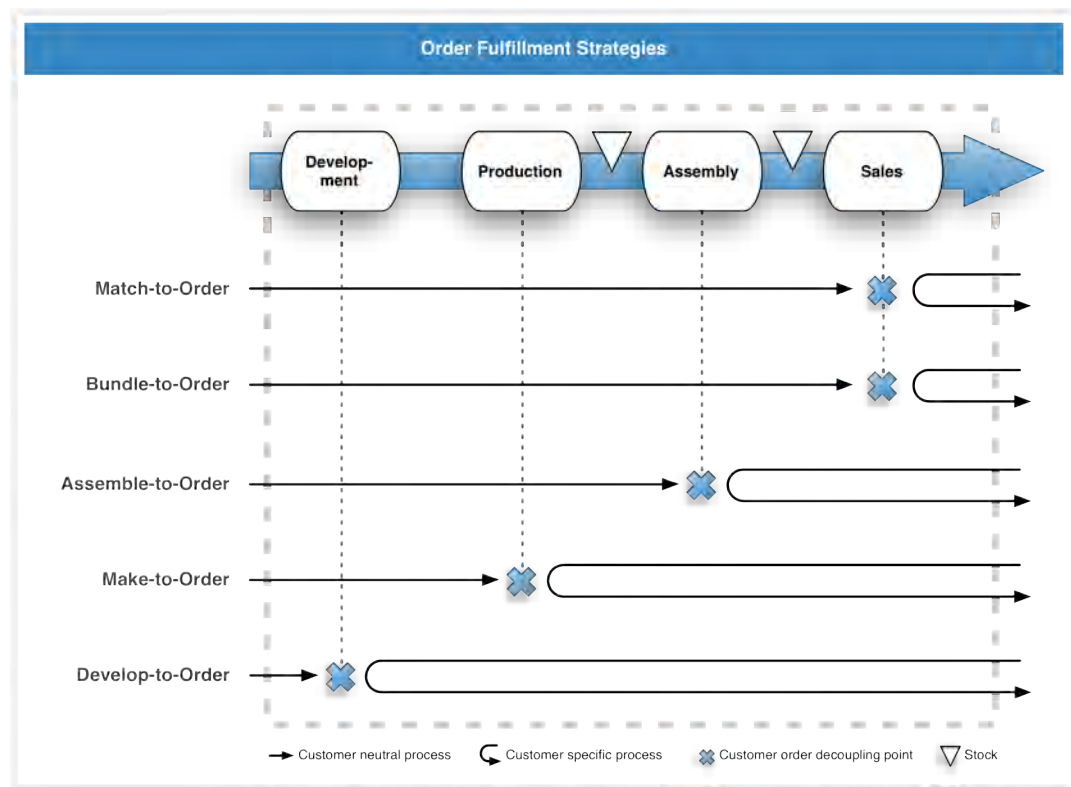 Order Fulfillment Strategies
Develop-
ment
Production
Assembly
Sales
Match-to-Order
Bundle-to-Order
Assemble-to-Order
Make-to-Order
Develop-to-Order
Customer neutral process
Customer specific process
Customer order decoupling point
Stock